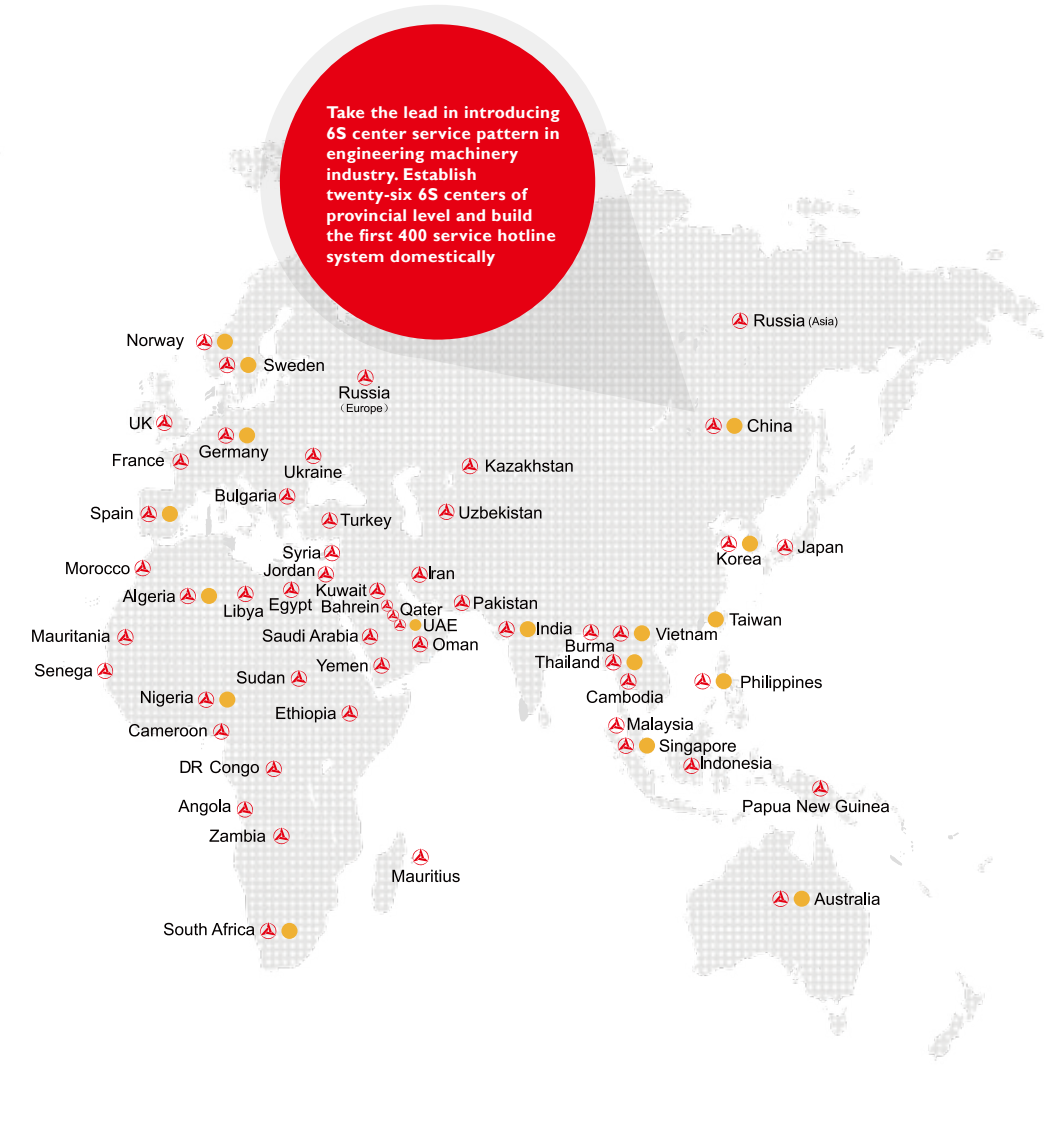 Take the lead in introducing
6S center service pattern in
engineering machinery
industry. Establish
twenty-six 6S centers of
provincial level and build
the first 400 service hotline
system domestically
Russia (Asia)
Norway
Sweden
Russia
（Europe）
UK
China
Germany
France
Ukraine
Kazakhstan
Bulgaria
Spain
Turkey
Uzbekistan
Syria
Korea
Japan
Morocco
Jordan
Iran
Algeria
Libya
Egypt
Kuwait
Bahrein
Qater
Pakistan
UAE
Taiwan
Mauritania
Saudi Arabia
Oman
India
Burma
Vietnam
Senega
Sudan
Yemen
Thailand
Cambodia
Philippines
Nigeria
Ethiopia
Cameroon
Malaysia
Singapore
Indonesia
DR Congo
Angola
Papua New Guinea
Zambia
Mauritius
Australia
South Africa